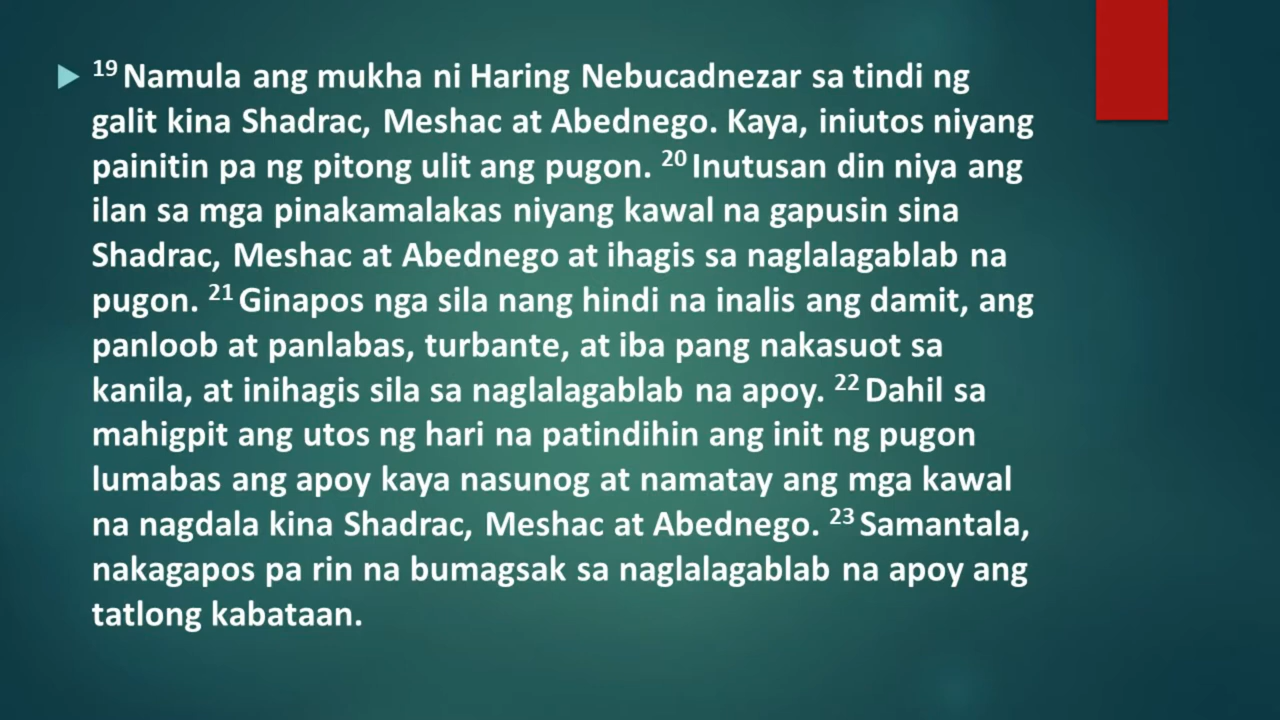 19 Namula ang mukha ni Haring Nebucadnezar sa tindi ng
galit kina Shadrac, Meshac at Abednego. Kaya, iniutos niyang
painitin pa ng pitong ulit ang pugon. 20 Inutusan din niya ang
ilan sa mga pinakamalakas niyang kawal na gapusin sina
Shadrac, Meshac at Abednego at ihagis sa naglalagablab na
pugon. 21 Ginapos nga sila nang hindi na inalis ang damit, ang
panloob at panlabas, turbante, at iba pang nakasuot sa
kanila, at inihagis sila sa naglalagablab na apoy. 22 Dahil sa
mahigpit ang utos ng hari na patindihin ang init ng pugon
lumabas ang apoy kaya nasunog at namatay ang mga kawal
na nagdala kina Shadrac, Meshac at Abednego. 23 Samantala,
nakagapos pa rin na bumagsak sa naglalagablab na apoy ang
tatlong kabataan.